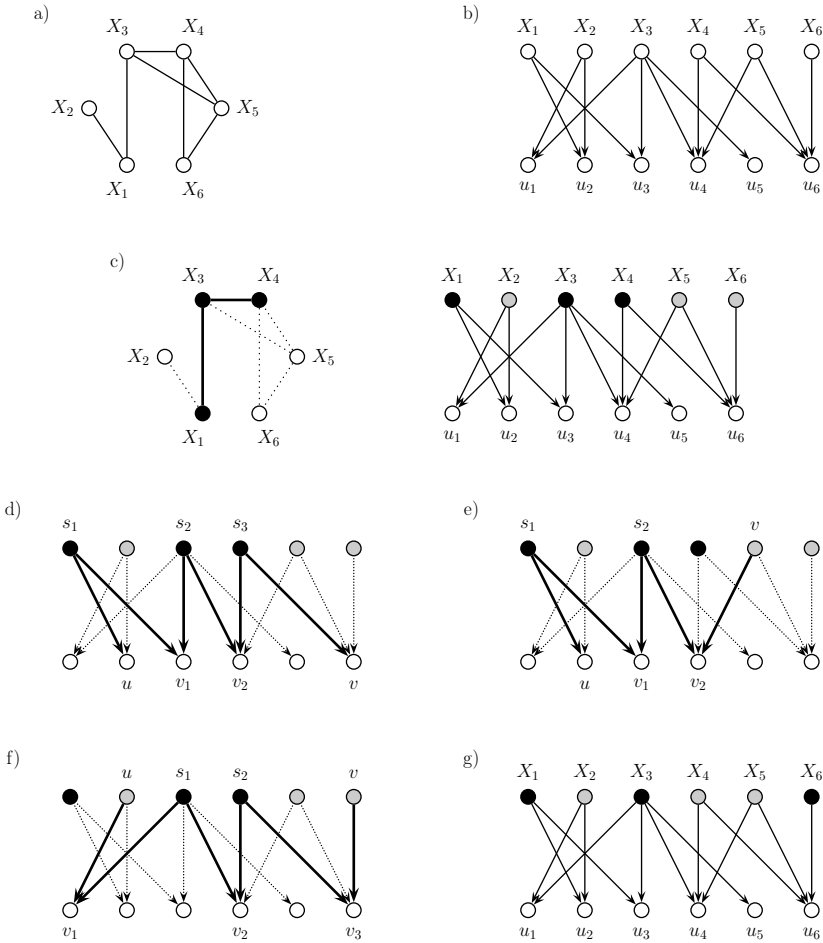 a)
X₃ X₄
X₂ X₅
X₁ X₆
b)
X₁ X₂ X₃ X₄ X₅ X₆
u₁ u₂ u₃ u₄ u₅ u₆
c)
X₃ X₄
X₂ X₅
X₁ X₆
X₁ X₂ X₃ X₄ X₅ X₆
u₁ u₂ u₃ u₄ u₅ u₆
d)
s₁ s₂ s₃
u v₁ v₂ v
e)
s₁ s₂ v
u v₁ v₂
f)
u s₁ s₂ v
v₁ v₂ v₃
g)
X₁ X₂ X₃ X₄ X₅ X₆
u₁ u₂ u₃ u₄ u₅ u₆